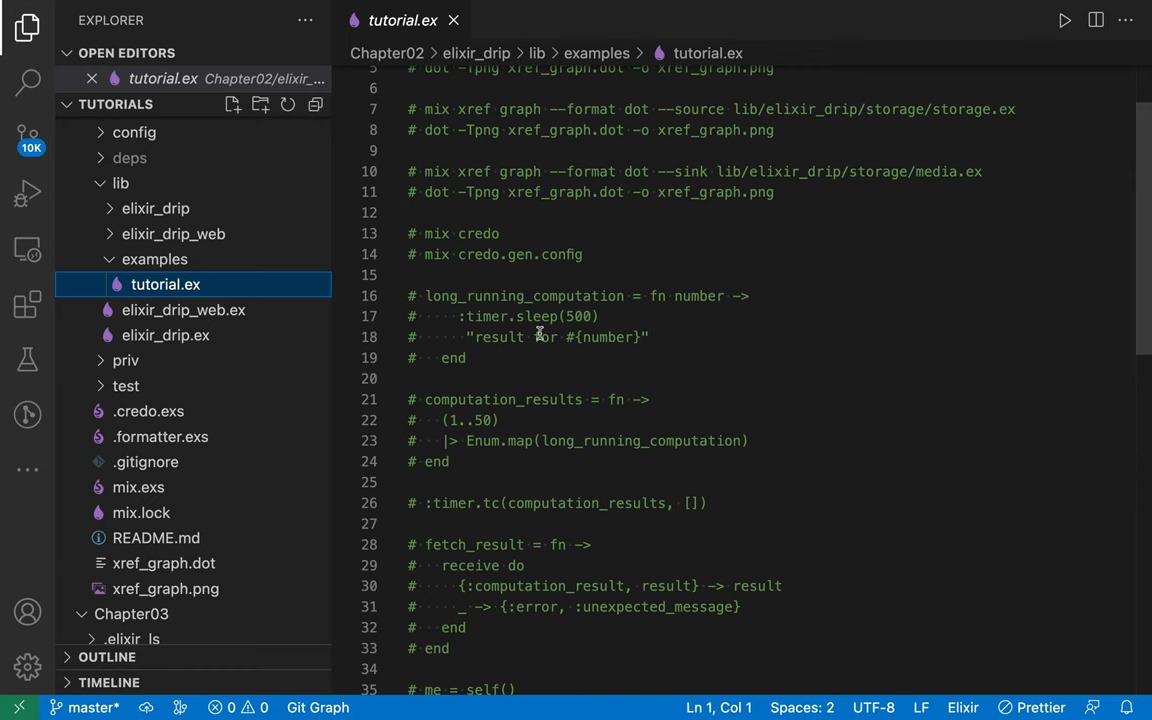 EXPLORER
OPEN EDITORS
tutorial.ex Chapter02/elixir_...
TUTORIALS
config
deps
lib
elixir_drip
elixir_drip_web
examples
tutorial.ex
elixir_drip_web.ex
elixir_drip.ex
priv
test
.credo.exs
.formatter.exs
.gitignore
mix.exs
mix.lock
README.md
xref_graph.dot
xref_graph.png
Chapter03
.elixir_ls
OUTLINE
TIMELINE
10K
tutorial.ex
Chapter02 > elixir_drip > lib > examples > tutorial.ex
5 # dot -Tpng xref_graph.dot -o xref_graph.png
6
7 # mix xref graph --format dot --source lib/elixir_drip/storage/storage.ex
8 # dot -Tpng xref_graph.dot -o xref_graph.png
9
10 # mix xref graph --format dot --sink lib/elixir_drip/storage/media.ex
11 # dot -Tpng xref_graph.dot -o xref_graph.png
12
13 # mix credo
14 # mix credo.gen.config
15
16 # long_running_computation = fn number ->
17 #     :timer.sleep(500)
18 #      "result for #{number}"
19 #   end
20
21 # computation_results = fn ->
22 #   (1..50)
23 #   |> Enum.map(long_running_computation)
24 # end
25
26 # :timer.tc(computation_results, [])
27
28 # fetch_result = fn ->
29 #   receive do
30 #     {:computation_result, result} -> result
31 #     _ -> {:error, :unexpected_message}
32 #   end
33 # end
34
35 # me = self()
master* 0 0 Git Graph Ln 1, Col 1 Spaces: 2 UTF-8 LF Elixir Prettier